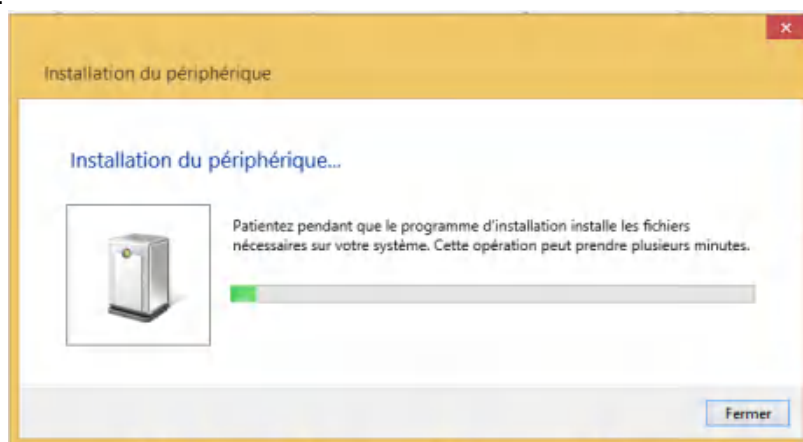 Installation du périphérique
Installation du périphérique...
Patientez pendant que le programme d'installation installe les fichiers
nécessaires sur votre système. Cette opération peut prendre plusieurs minutes.
Fermer